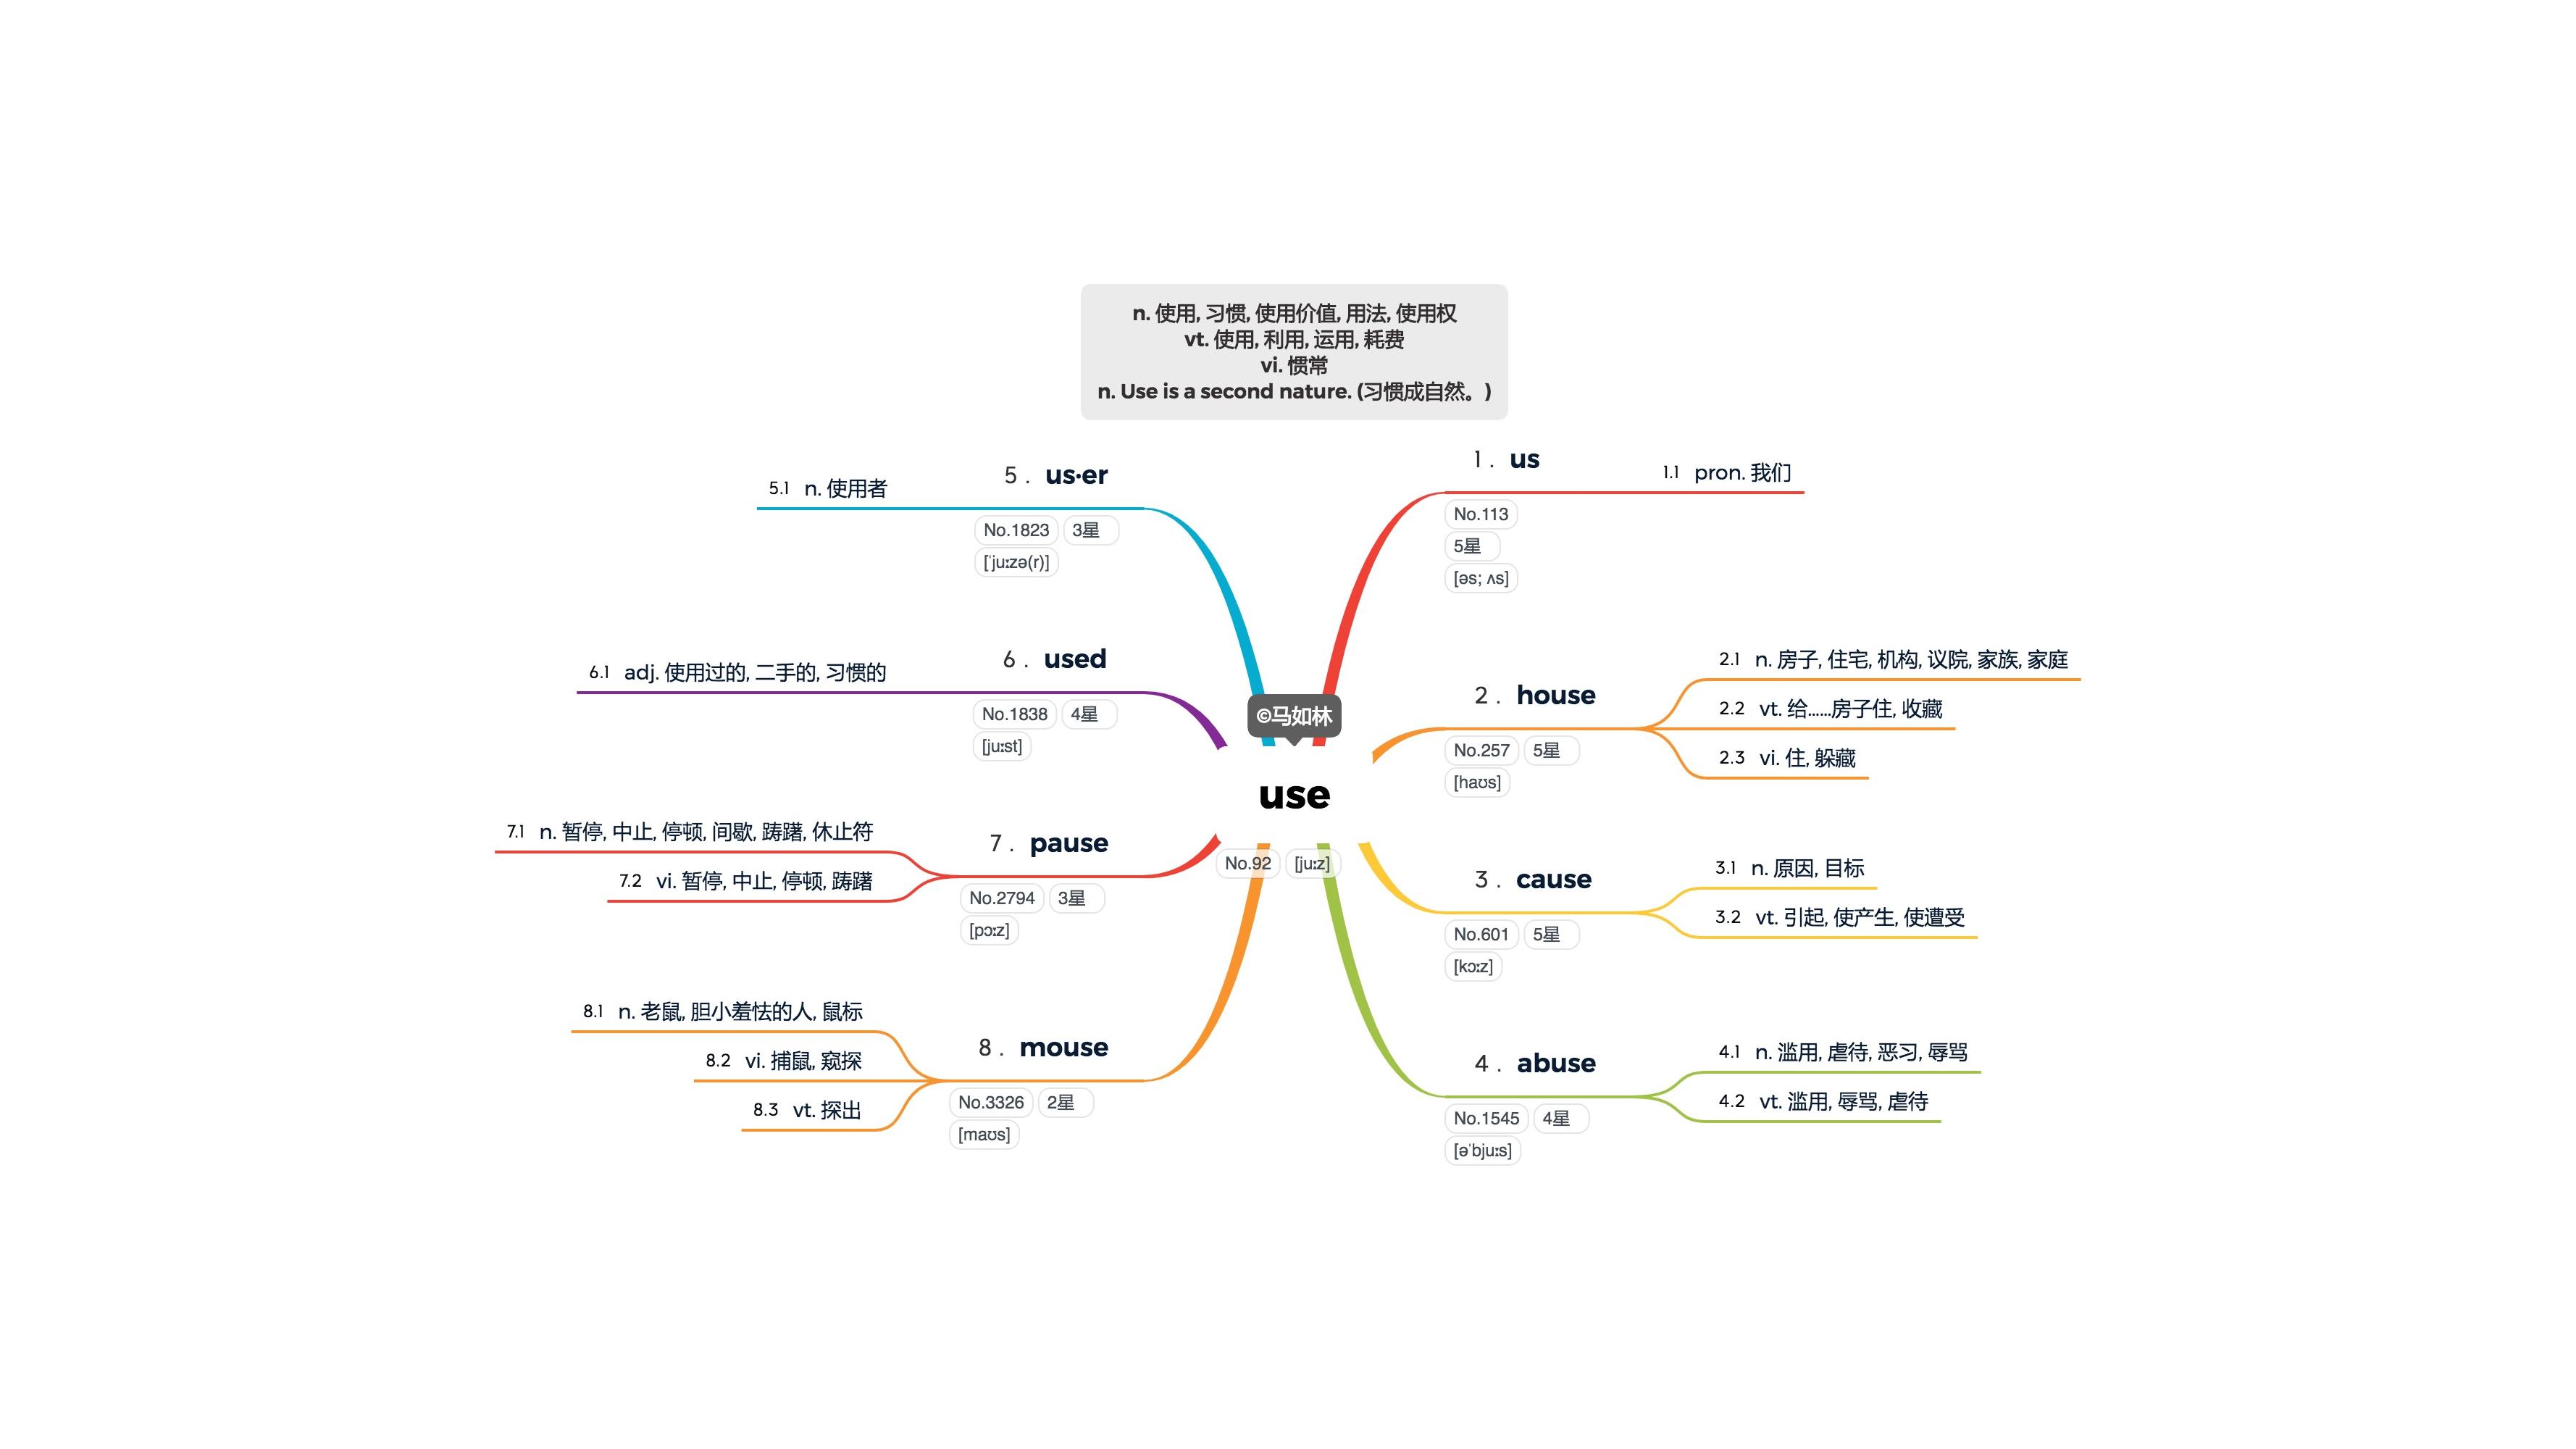 n. 使用, 习惯, 使用价值, 用法, 使用权
vt. 使用, 利用, 运用, 耗费
vi. 惯常
n. Use is a second nature. (习惯成自然。)
©马如林
use
No.92 [juːz]
1. us
No.113
5星
[əs; ʌs]
1.1 pron. 我们
2. house
No.257 5星
[haʊs]
2.1 n. 房子, 住宅, 机构, 议院, 家族, 家庭
2.2 vt. 给......房子住, 收藏
2.3 vi. 住, 躲藏
3. cause
No.601 5星
[kɔːz]
3.1 n. 原因, 目标
3.2 vt. 引起, 使产生, 使遭受
4. abuse
No.1545 4星
[əˈbjuːs]
4.1 n. 滥用, 虐待, 恶习, 辱骂
4.2 vt. 滥用, 辱骂, 虐待
5. us·er
No.1823 3星
[ˈjuːzə(r)]
5.1 n. 使用者
6. used
No.1838 4星
[juːst]
6.1 adj. 使用过的, 二手的, 习惯的
7. pause
No.2794 3星
[pɔːz]
7.1 n. 暂停, 中止, 停顿, 间歇, 踌躇, 休止符
7.2 vi. 暂停, 中止, 停顿, 踌躇
8. mouse
No.3326 2星
[maʊs]
8.1 n. 老鼠, 胆小羞怯的人, 鼠标
8.2 vi. 捕鼠, 窥探
8.3 vt. 探出